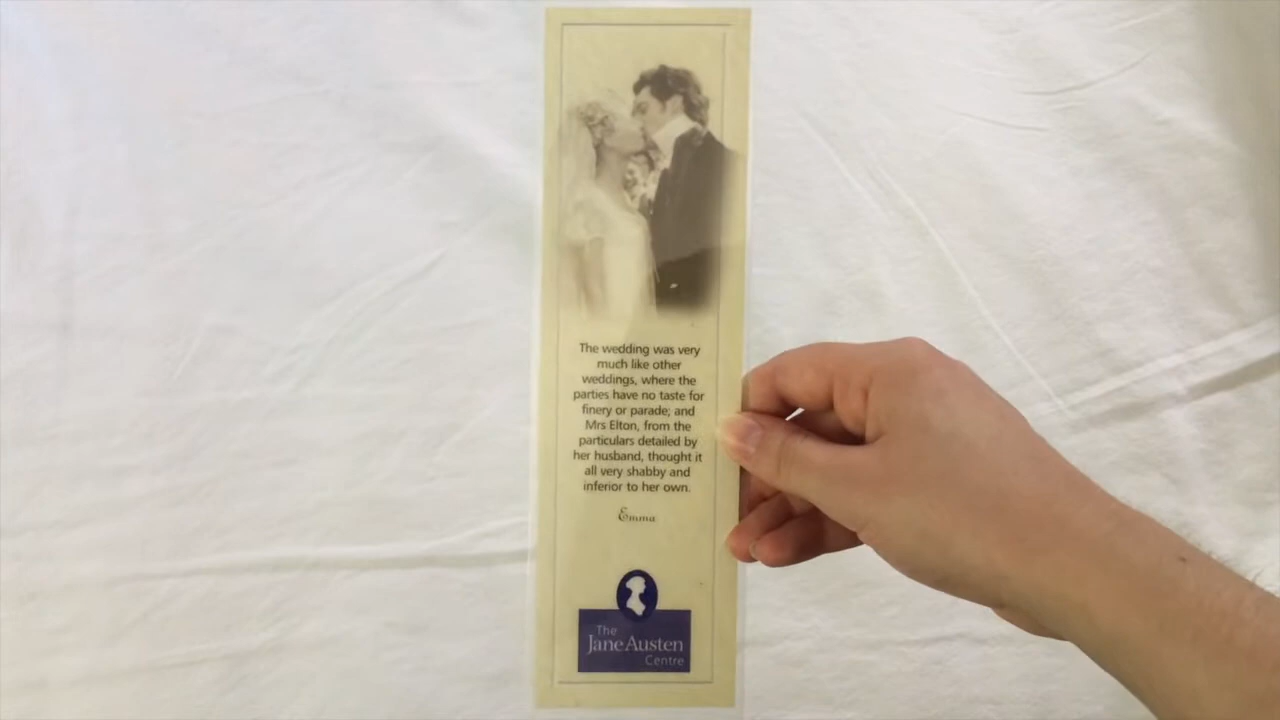 The wedding was very
much like other
weddings, where the
parties have no taste for
finery or parade; and
Mrs Elton, from the
particulars detailed by
her husband, thought it
all very shabby and
inferior to her own.
Emma
The
Jane Austen
Centre